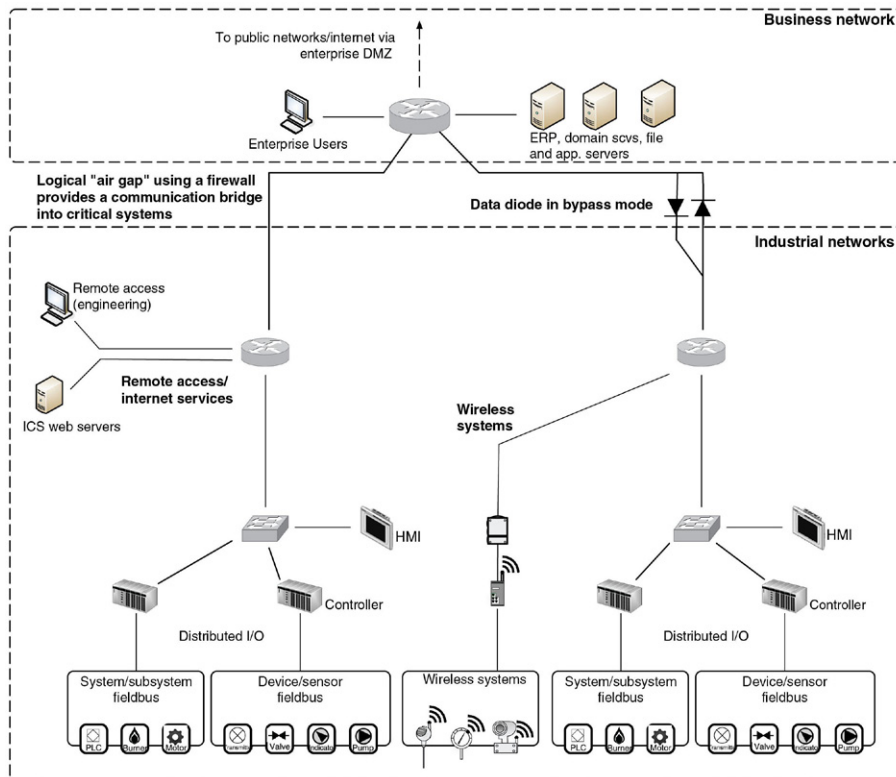 Business network
To public networks/internet via
enterprise DMZ
Enterprise Users
ERP, domain scvs, file
and app. servers
Logical "air gap" using a firewall
provides a communication bridge
into critical systems
Data diode in bypass mode
Industrial networks
Remote access
(engineering)
Remote access/
internet services
ICS web servers
Wireless
systems
HMI
HMI
Controller
Controller
Distributed I/O
Distributed I/O
System/subsystem
fieldbus
Device/sensor
fieldbus
Wireless systems
System/subsystem
fieldbus
Device/sensor
fieldbus
PLC
Burner
Motor
Valve
Indicator
Pump
PLC
Burner
Motor
Valve
Indicator
Pump